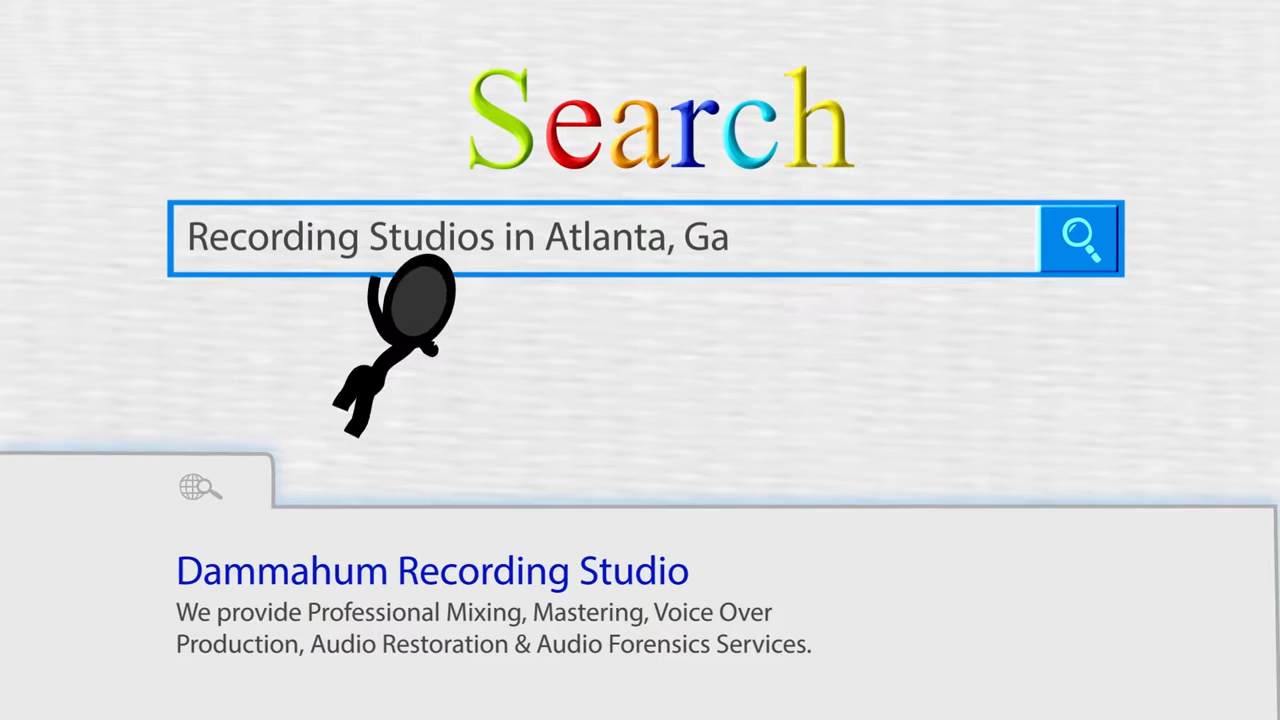 Search
Recording Studios in Atlanta, Ga
Dammahum Recording Studio
We provide Professional Mixing, Mastering, Voice Over
Production, Audio Restoration & Audio Forensics Services.